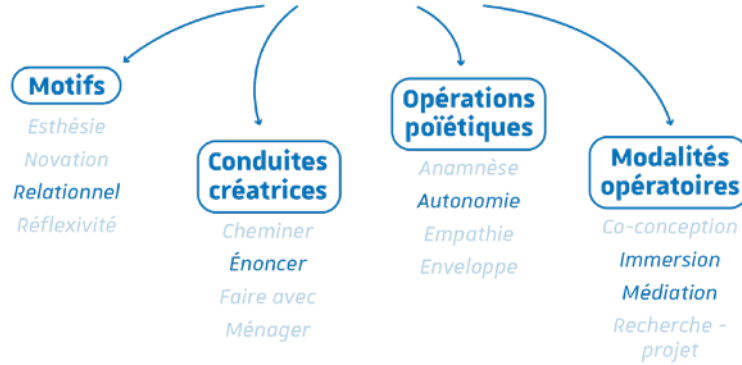 Motifs
Esthésie
Novation
Relationnel
Réflexivité
Conduites
créatrices
Cheminer
Énoncer
Faire avec
Ménager
Opérations
poïétiques
Anamnèse
Autonomie
Empathie
Enveloppe
Modalités
opératoires
Co-conception
Immersion
Médiation
Recherche -
projet